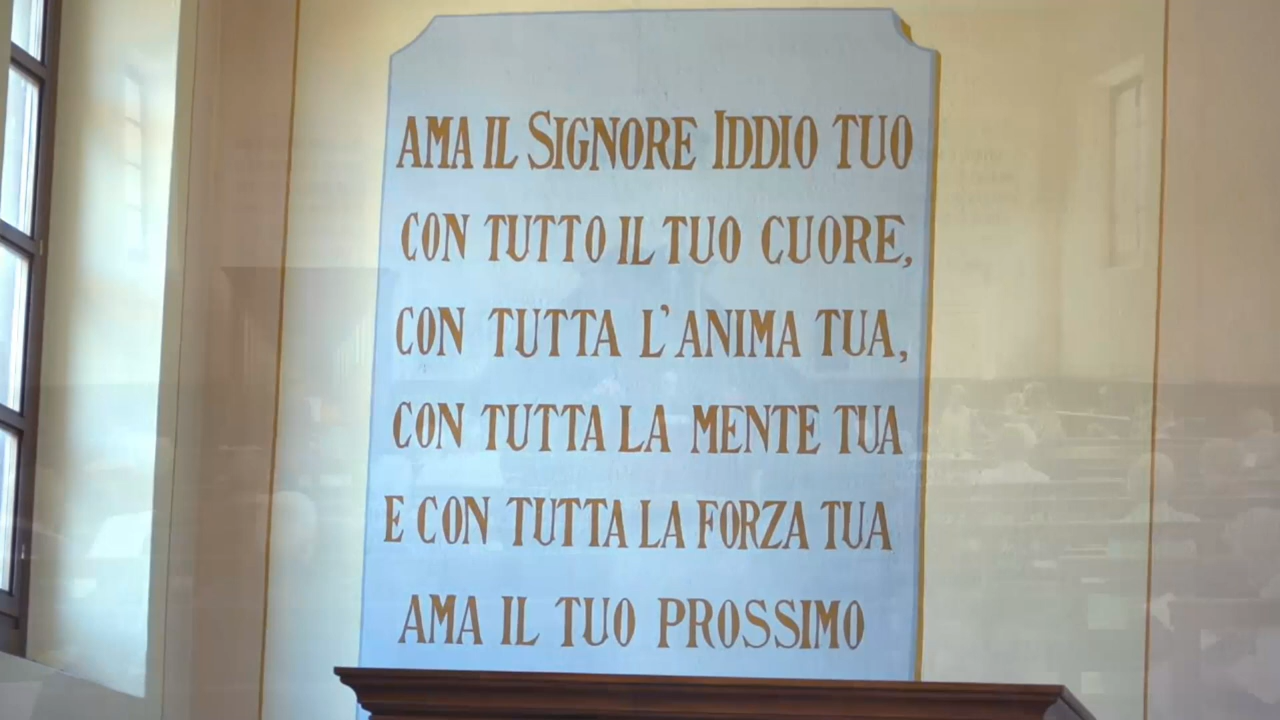 AMA IL SIGNORE IDDIO TUO
CON TUTTO IL TUO CUORE,
CON TUTTA L'ANIMA TUA,
CON TUTTA LA MENTE TUA
E CON TUTTA LA FORZA TUA
AMA IL TUO PROSSIMO